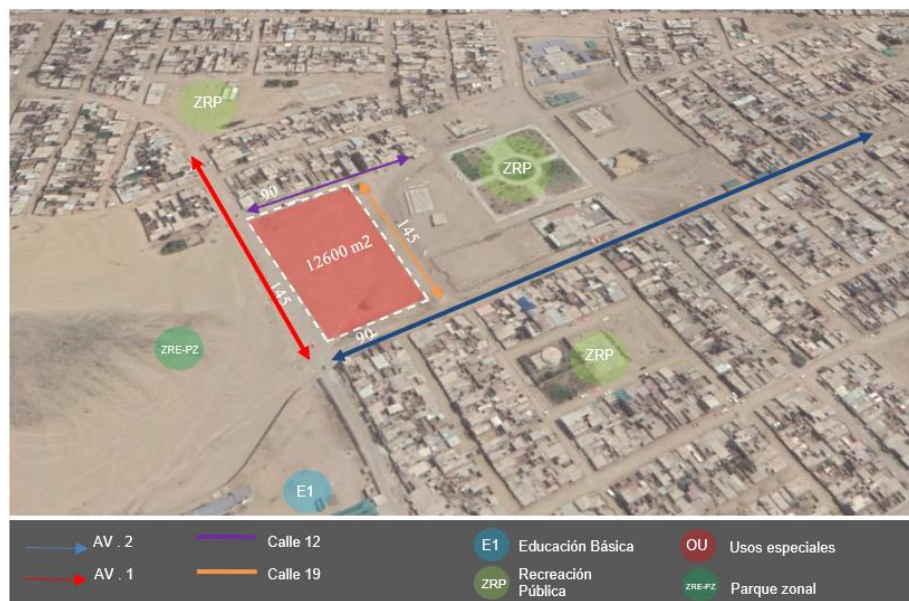 ZRP
90
ZRP
145
12600 m2
145
90
ZRE-PZ
ZRP
E1
AV . 2
Calle 12
E1
Educación Básica
OU
Usos especiales
AV . 1
Calle 19
ZRP
Recreación
Pública
ZRE-PZ
Parque zonal